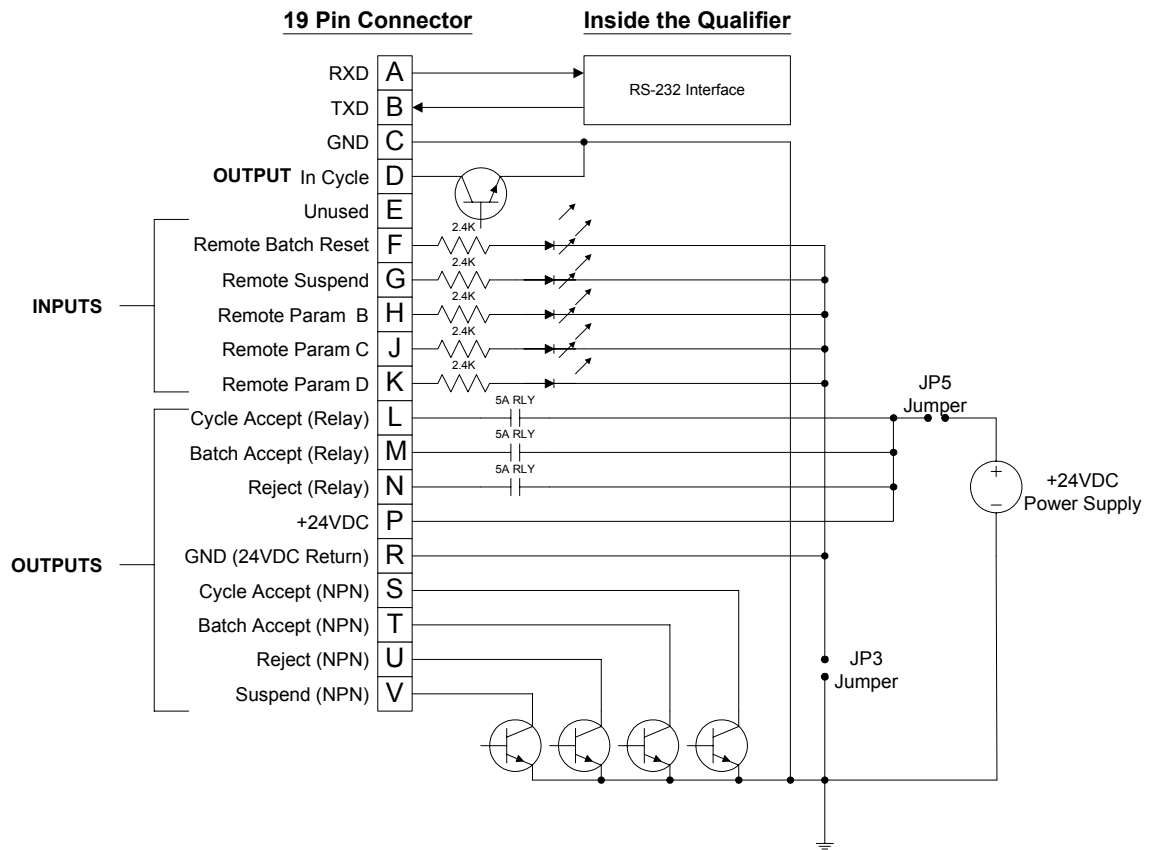 19 Pin Connector
Inside the Qualifier
RXD A
RS-232 Interface
TXD B
GND C
OUTPUT In Cycle D
Unused E
2.4K
Remote Batch Reset F
2.4K
Remote Suspend G
2.4K
INPUTS
Remote Param B H
2.4K
Remote Param C J
2.4K
Remote Param D K
JP5
Jumper
5A RLY
Cycle Accept (Relay) L
5A RLY
Batch Accept (Relay) M
5A RLY
Reject (Relay) N
+
−
+24VDC
Power Supply
+24VDC P
GND (24VDC Return) R
OUTPUTS
Cycle Accept (NPN) S
Batch Accept (NPN) T
Reject (NPN) U
JP3
Jumper
Suspend (NPN) V